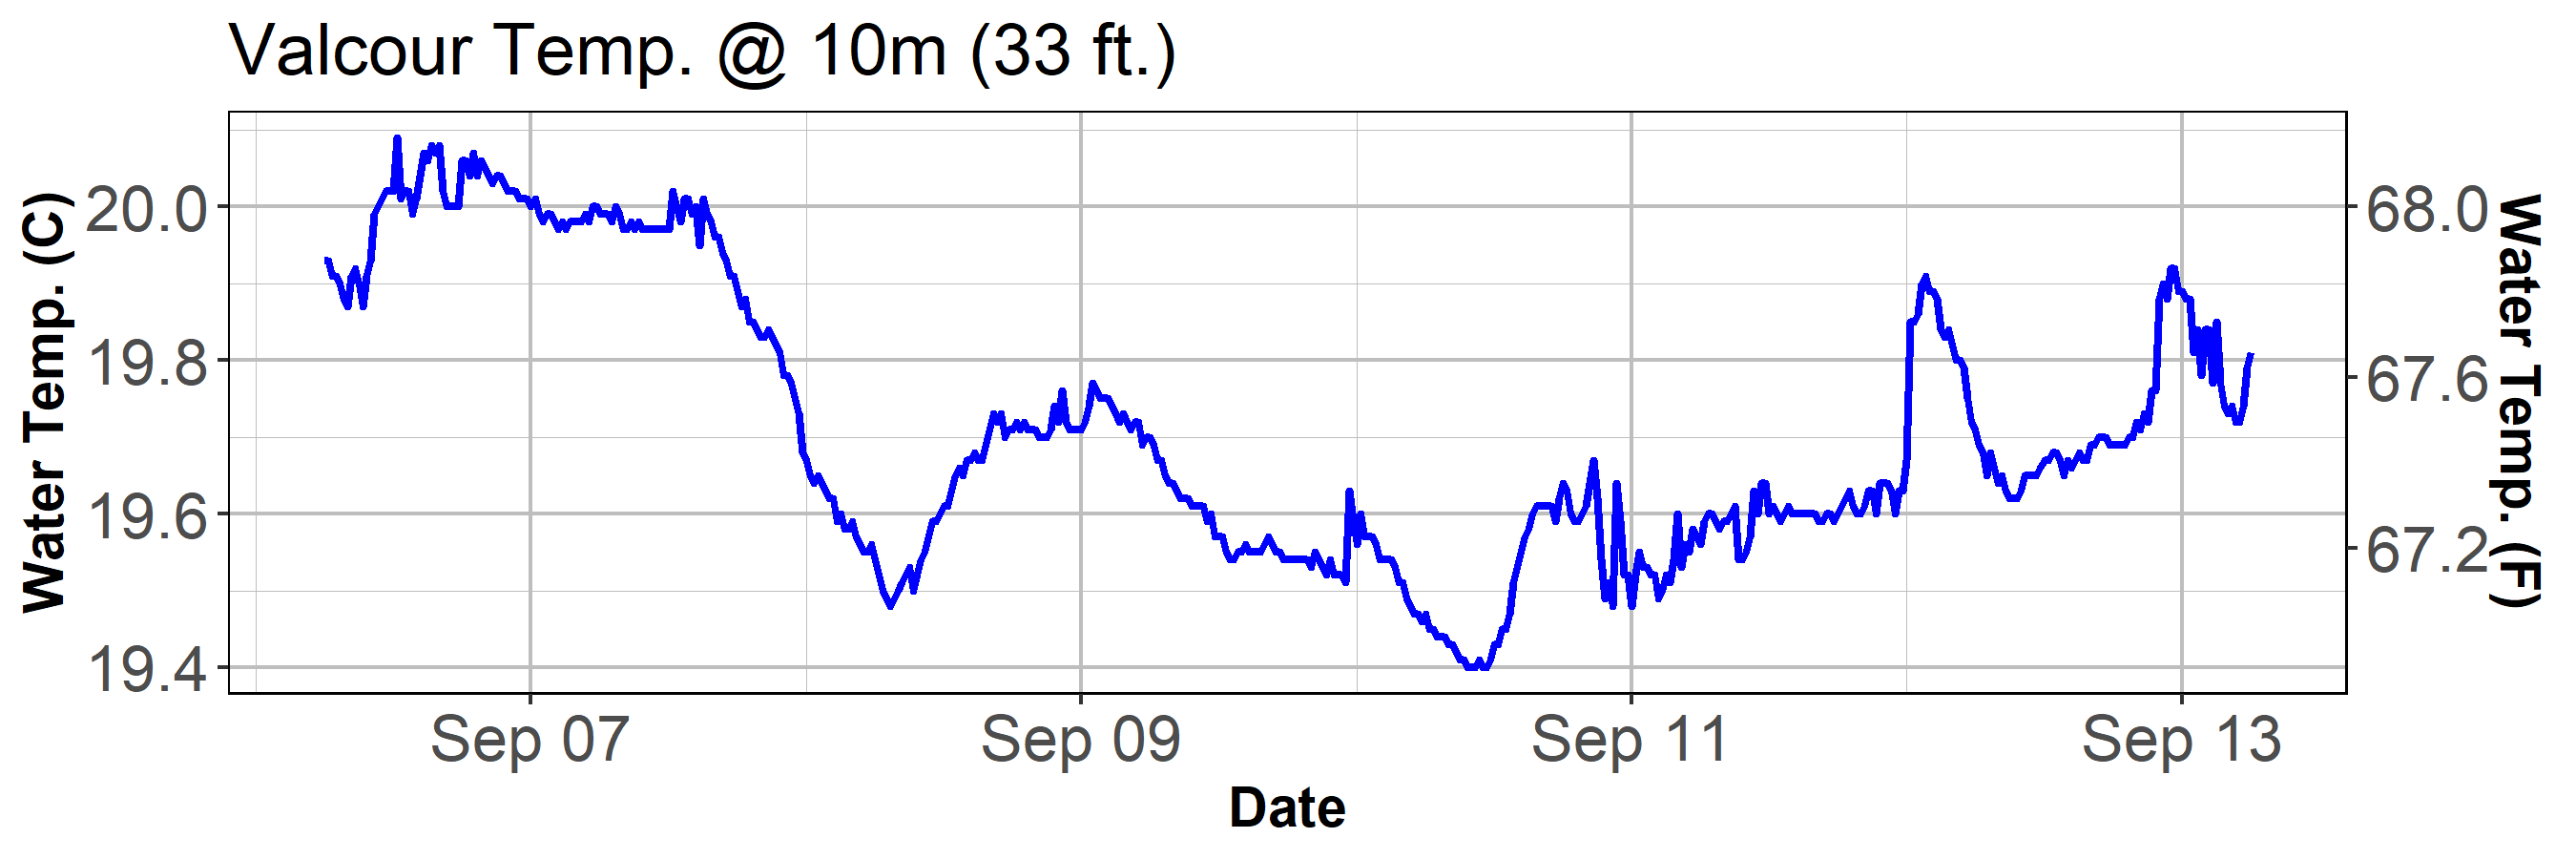 Valcour Temp. @ 10m (33 ft.)
Water Temp. (C)
20.0
19.8
19.6
19.4
68.0
67.6
67.2
Water Temp. (F)
Sep 07
Sep 09
Sep 11
Sep 13
Date